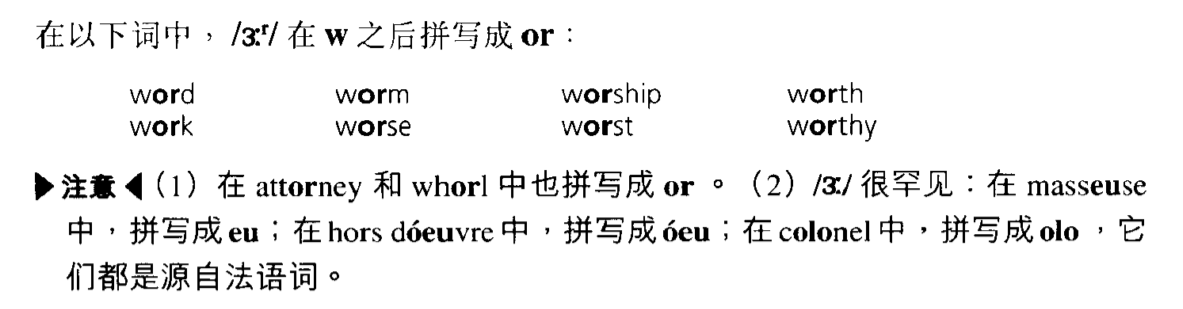 在以下词中，/ɜːʳ/ 在 w 之后拼写成 or：
word worm worship worth
work worse worst worthy
▶注意◀（1）在 attorney 和 whorl 中也拼写成 or 。（2）/ɜː/ 很罕见：在 masseuse
中，拼写成 eu；在 hors dóeuvre 中，拼写成 óeu；在 colonel 中，拼写成 olo ，它
们都是源自法语词。